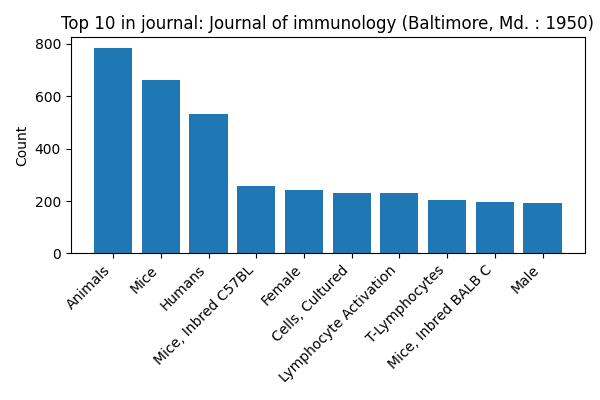 Top 10 in journal: Journal of immunology (Baltimore, Md. : 1950)
Count
800
600
400
200
0
Animals
Mice
Humans
Mice, Inbred C57BL
Female
Cells, Cultured
Lymphocyte Activation
T-Lymphocytes
Mice, Inbred BALB C
Male